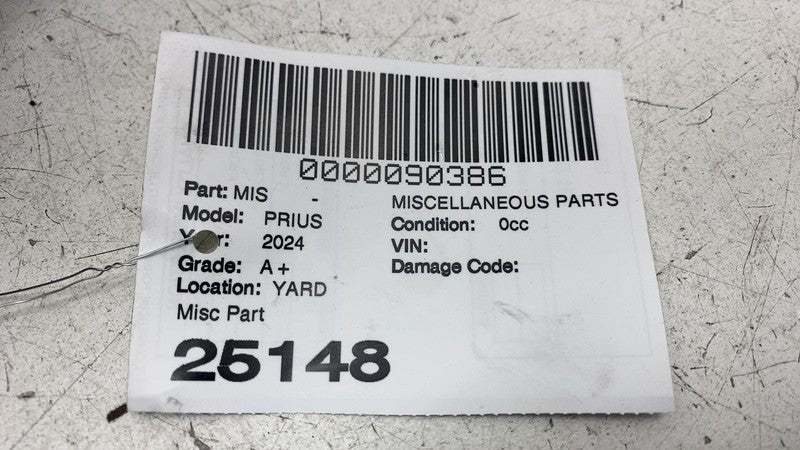 0000090386
Part: MIS - MISCELLANEOUS PARTS
Model: PRIUS Condition: 0cc
Year: 2024 VIN:
Grade: A+ Damage Code:
Location: YARD
Misc Part
25148